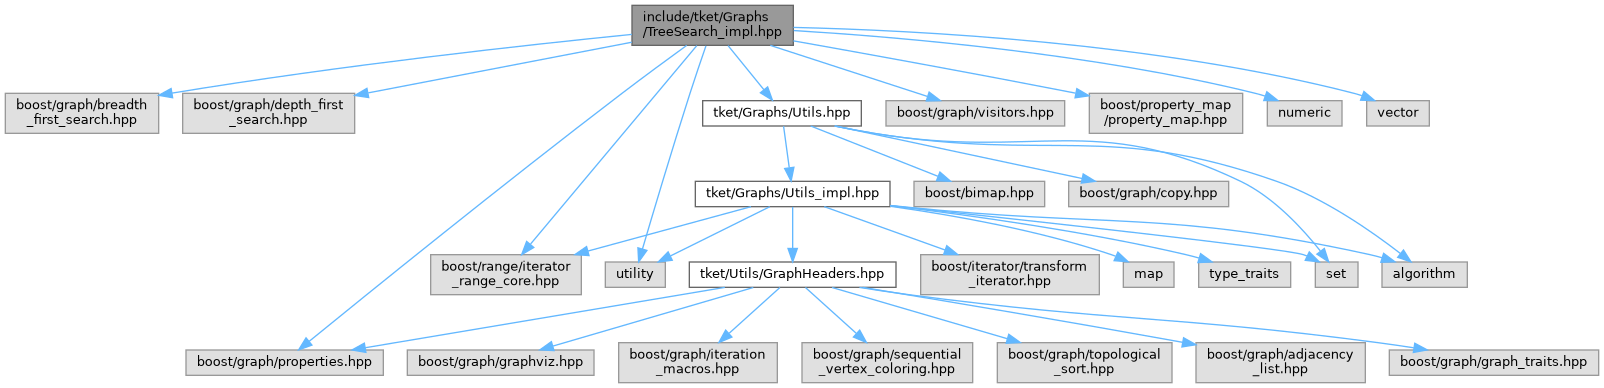 include/tket/Graphs
/TreeSearch_impl.hpp
boost/graph/breadth
_first_search.hpp
boost/graph/depth_first
_search.hpp
tket/Graphs/Utils.hpp
boost/graph/visitors.hpp
boost/property_map
/property_map.hpp
numeric
vector
tket/Graphs/Utils_impl.hpp
boost/bimap.hpp
boost/graph/copy.hpp
boost/range/iterator
_range_core.hpp
utility
tket/Utils/GraphHeaders.hpp
boost/iterator/transform
_iterator.hpp
map
type_traits
set
algorithm
boost/graph/properties.hpp
boost/graph/graphviz.hpp
boost/graph/iteration
_macros.hpp
boost/graph/sequential
_vertex_coloring.hpp
boost/graph/topological
_sort.hpp
boost/graph/adjacency
_list.hpp
boost/graph/graph_traits.hpp